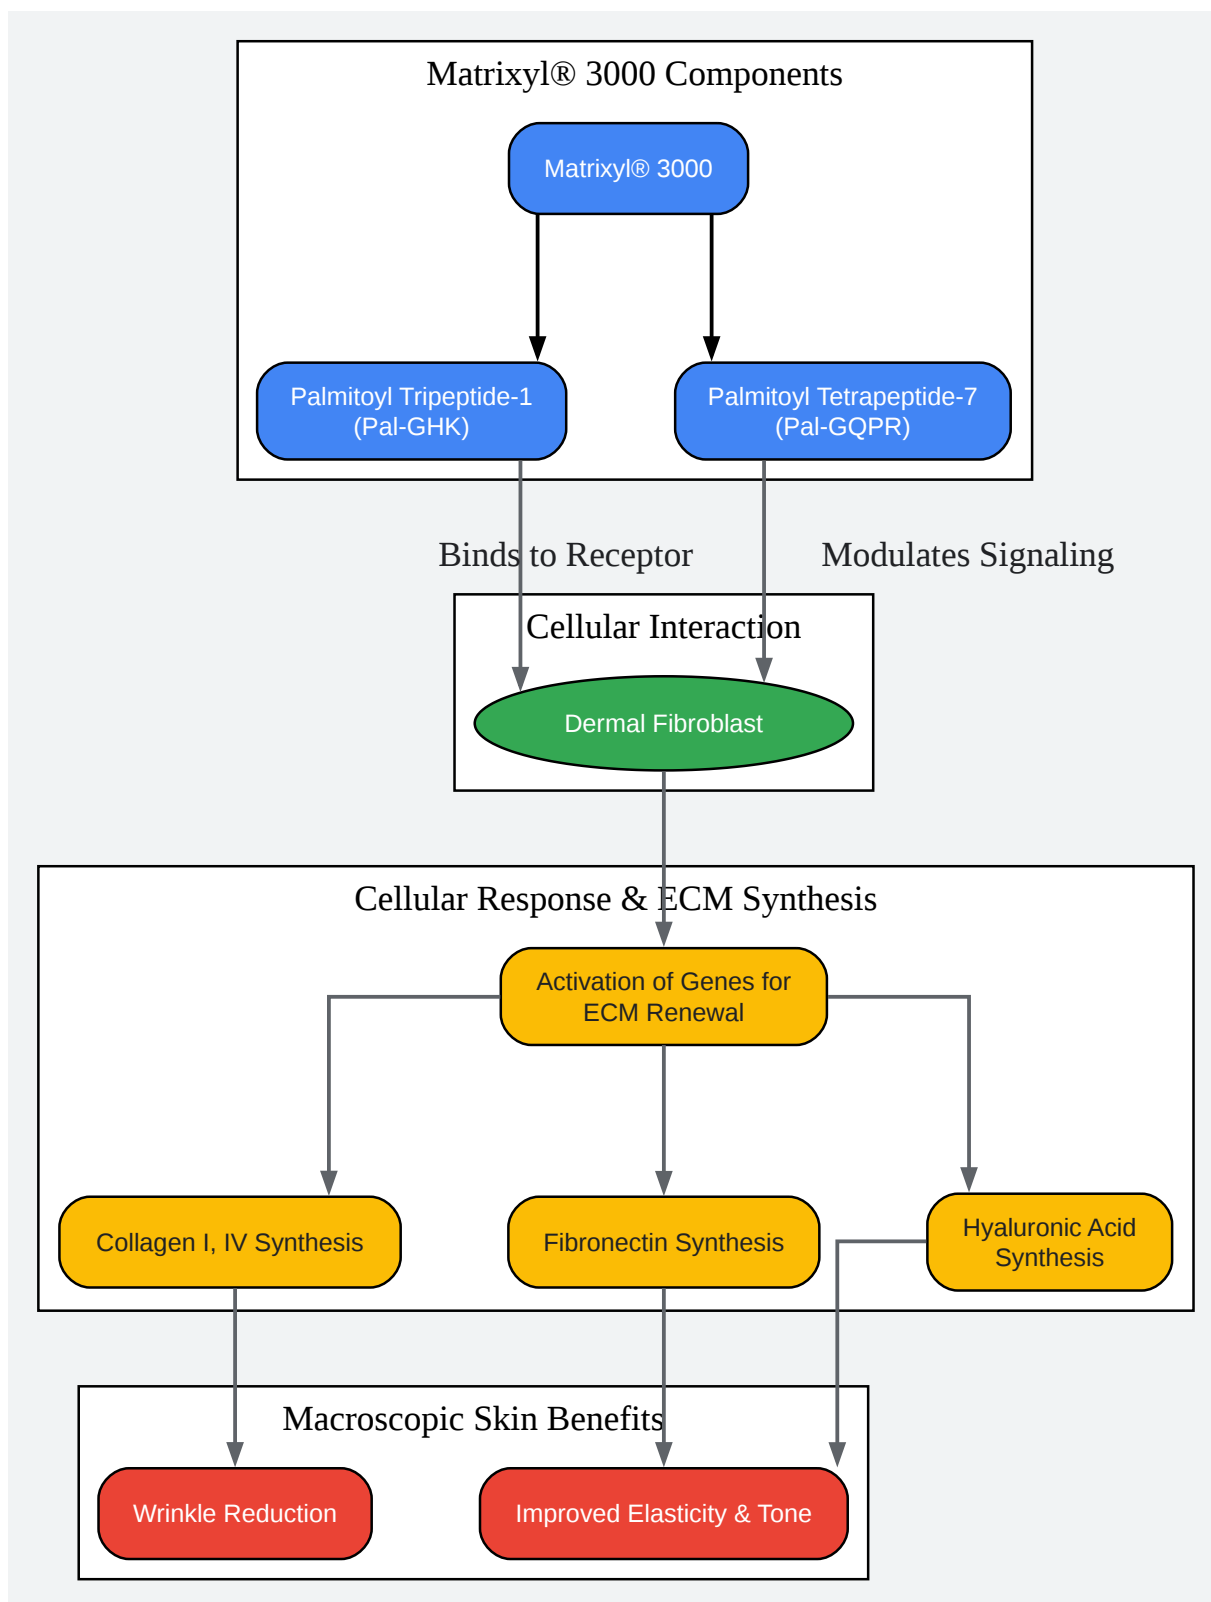 Matrixyl® 3000 Components
Matrixyl® 3000
Palmitoyl Tripeptide-1
(Pal-GHK)
Palmitoyl Tetrapeptide-7
(Pal-GQPR)
Binds to Receptor
Modulates Signaling
Cellular Interaction
Dermal Fibroblast
Cellular Response & ECM Synthesis
Activation of Genes for
ECM Renewal
Collagen I, IV Synthesis
Fibronectin Synthesis
Hyaluronic Acid
Synthesis
Macroscopic Skin Benefits
Wrinkle Reduction
Improved Elasticity & Tone